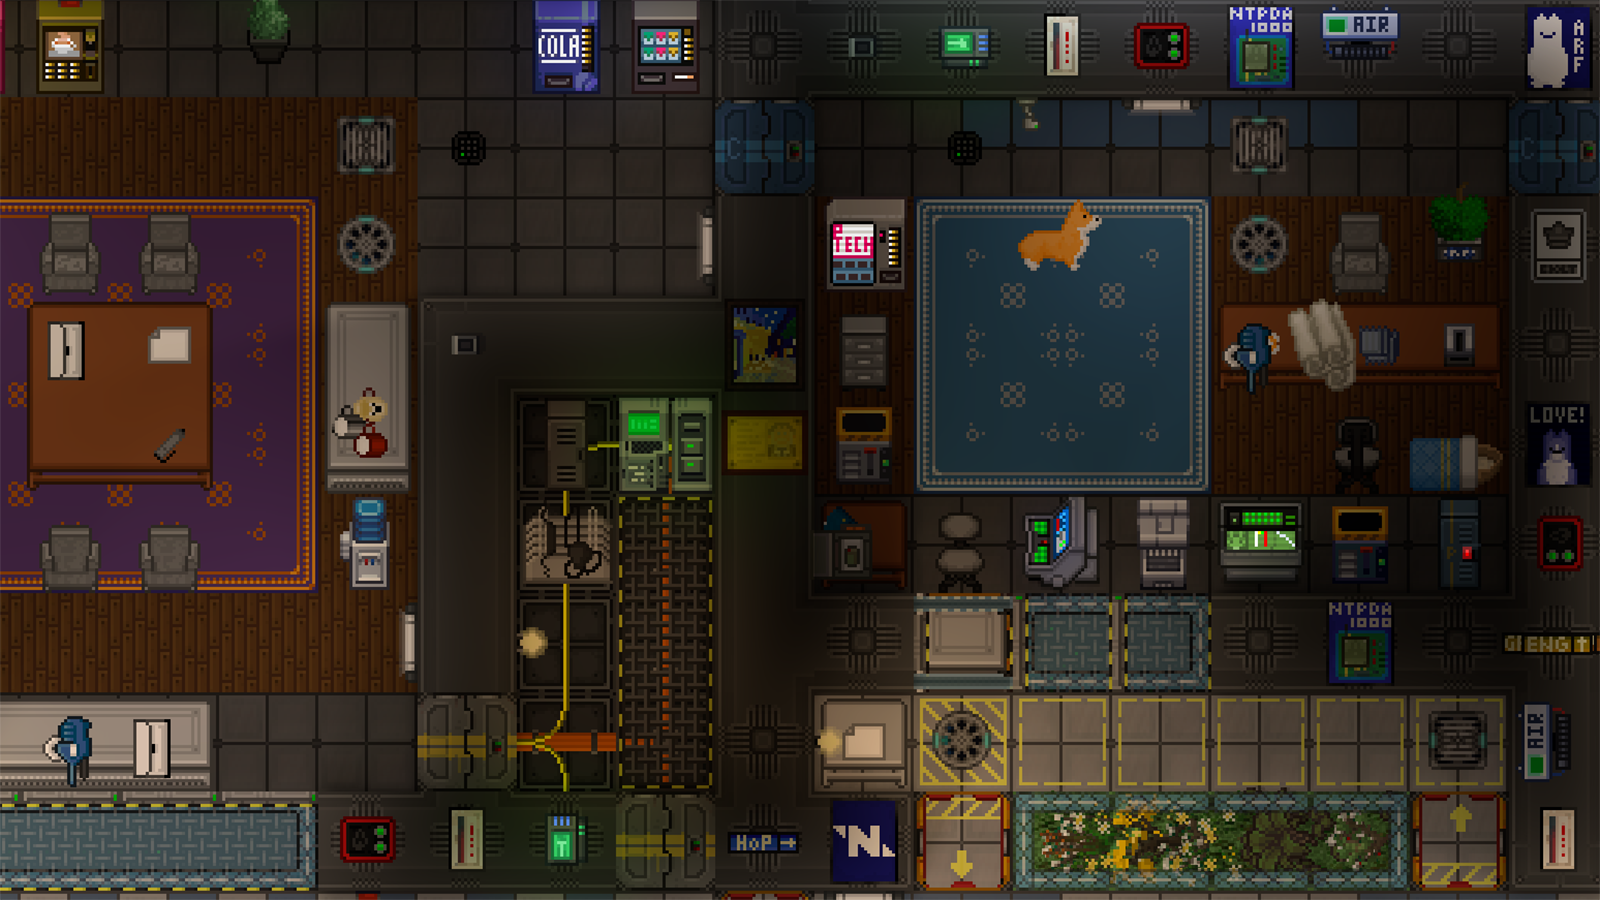 NTPDA
1000
AIR
ARF
COLA
TECH
LOVE!
NTPDA
1000
ENG
AIR
HoP →
N